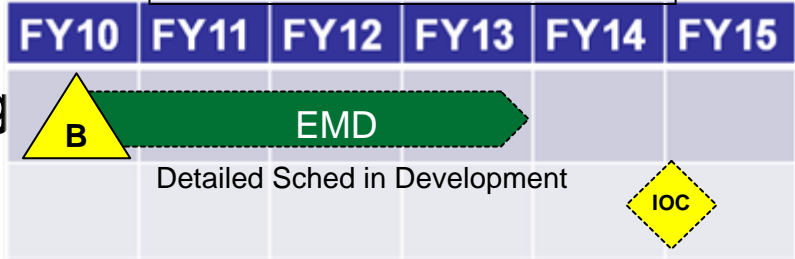 FY10 FY11 FY12 FY13 FY14 FY15
B EMD
Detailed Sched in Development
IOC